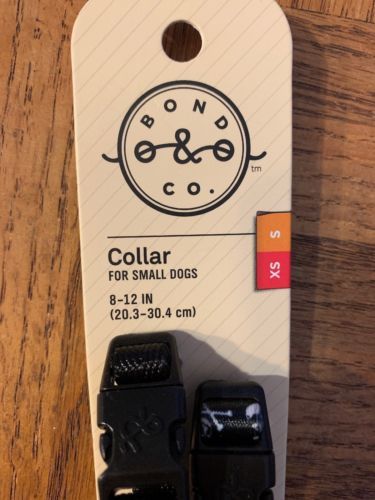 BOND
&
CO.
tm
S
XS
Collar
FOR SMALL DOGS
8-12 IN
(20.3-30.4 cm)